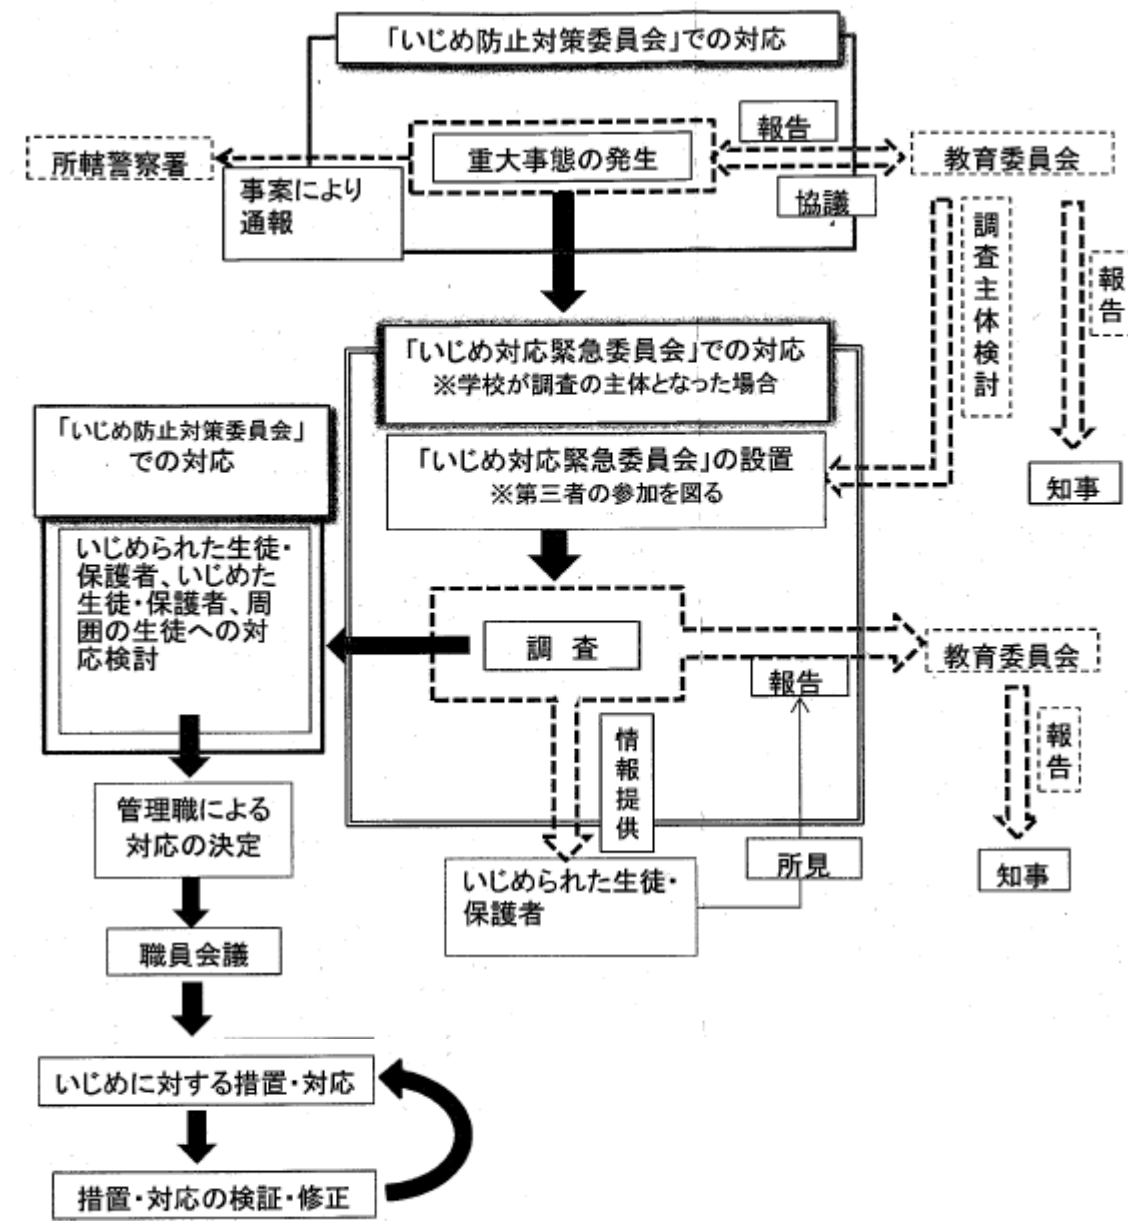 「いじめ防止対策委員会」での対応
報告
所轄警察署
重大事態の発生
教育委員会
事案により
通報
協議
調査主体検討
報告
「いじめ対応緊急委員会」での対応
※学校が調査の主体となった場合
「いじめ防止対策委員会」
での対応
「いじめ対応緊急委員会」の設置
※第三者の参加を図る
知事
いじめられた生徒・
保護者、いじめた
生徒・保護者、周
囲の生徒への対
応検討
調 査
教育委員会
報告
情報提供
報告
管理職による
対応の決定
所見
知事
いじめられた生徒・
保護者
職員会議
いじめに対する措置・対応
措置・対応の検証・修正